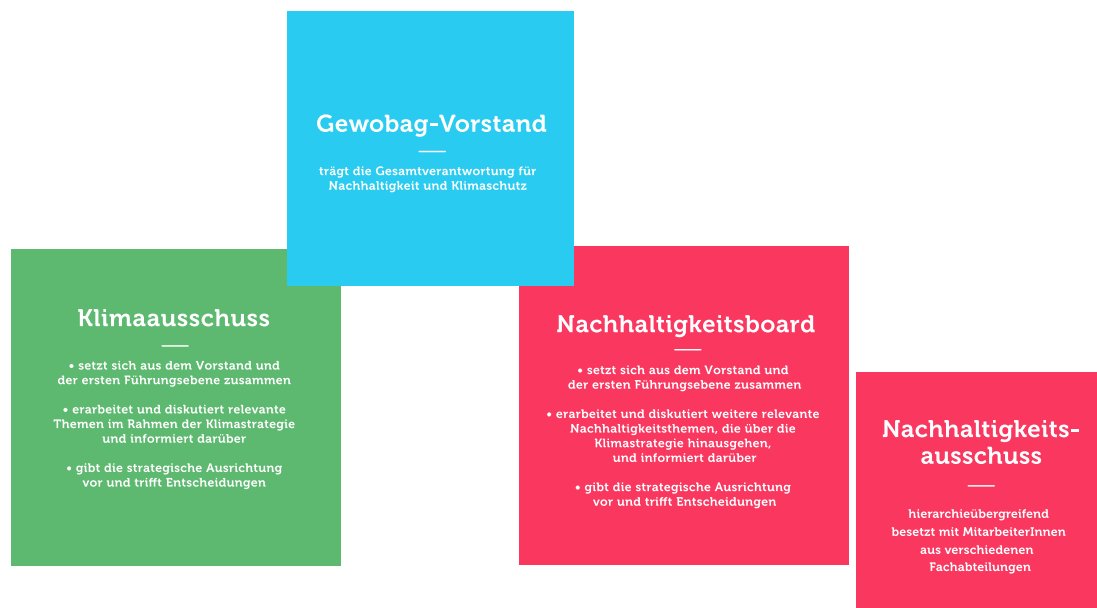 Gewobag-Vorstand
trägt die Gesamtverantwortung für
Nachhaltigkeit und Klimaschutz
Klimaausschuss
• setzt sich aus dem Vorstand und
der ersten Führungsebene zusammen
• erarbeitet und diskutiert relevante
Themen im Rahmen der Klimastrategie
und informiert darüber
• gibt die strategische Ausrichtung
vor und trifft Entscheidungen
Nachhaltigkeitsboard
• setzt sich aus dem Vorstand und
der ersten Führungsebene zusammen
• erarbeitet und diskutiert weitere relevante
Nachhaltigkeitsthemen, die über die
Klimastrategie hinausgehen,
und informiert darüber
• gibt die strategische Ausrichtung
vor und trifft Entscheidungen
Nachhaltigkeits-
ausschuss
hierarchieübergreifend
besetzt mit MitarbeiterInnen
aus verschiedenen
Fachabteilungen